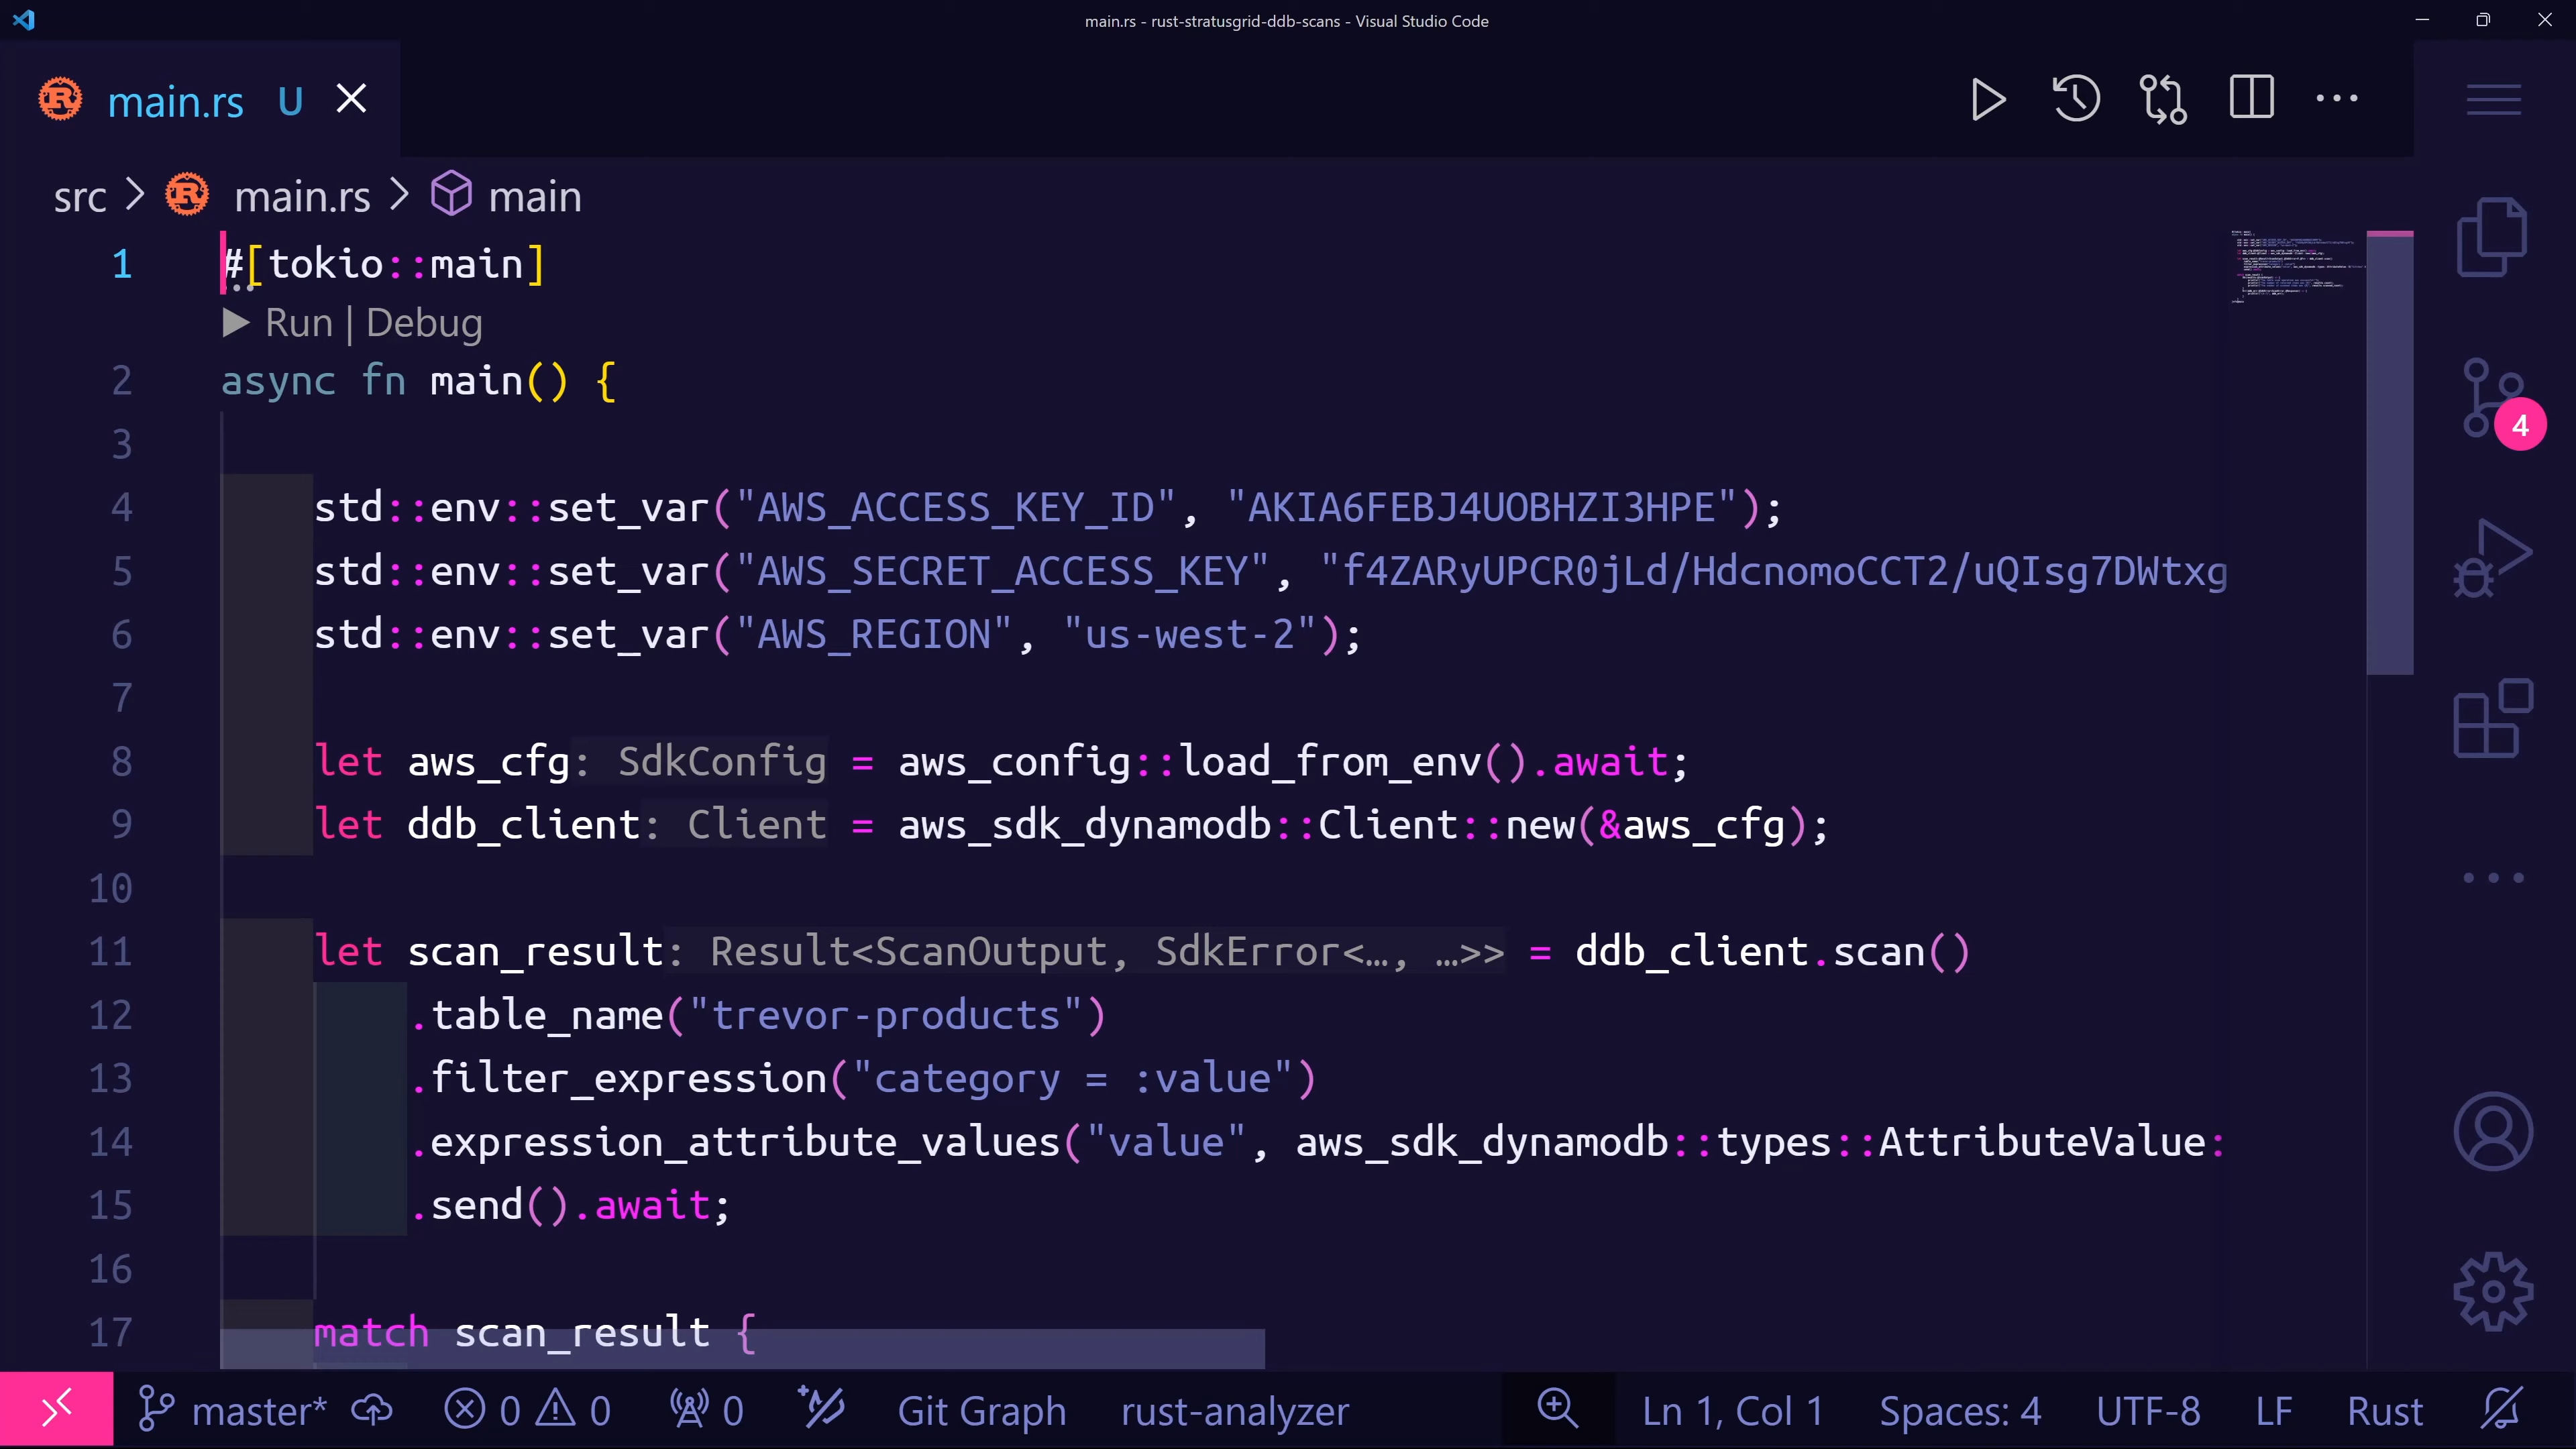 main.rs - rust-stratusgrid-ddb-scans - Visual Studio Code
main.rs U
src > main.rs > main
1 #[tokio::main]
Run | Debug
2 async fn main() {
3
4 std::env::set_var("AWS_ACCESS_KEY_ID", "AKIA6FEBJ4UOBHZI3HPE");
5 std::env::set_var("AWS_SECRET_ACCESS_KEY", "f4ZARyUPCR0jLd/HdcnomoCCT2/uQIsg7DWtxg
6 std::env::set_var("AWS_REGION", "us-west-2");
7
8 let aws_cfg: SdkConfig = aws_config::load_from_env().await;
9 let ddb_client: Client = aws_sdk_dynamodb::Client::new(&aws_cfg);
10
11 let scan_result: Result<ScanOutput, SdkError<…, …>> = ddb_client.scan()
12 .table_name("trevor-products")
13 .filter_expression("category = :value")
14 .expression_attribute_values("value", aws_sdk_dynamodb::types::AttributeValue:
15 .send().await;
16
17 match scan_result {
4
master* 0 0 0 Git Graph rust-analyzer Ln 1, Col 1 Spaces: 4 UTF-8 LF Rust